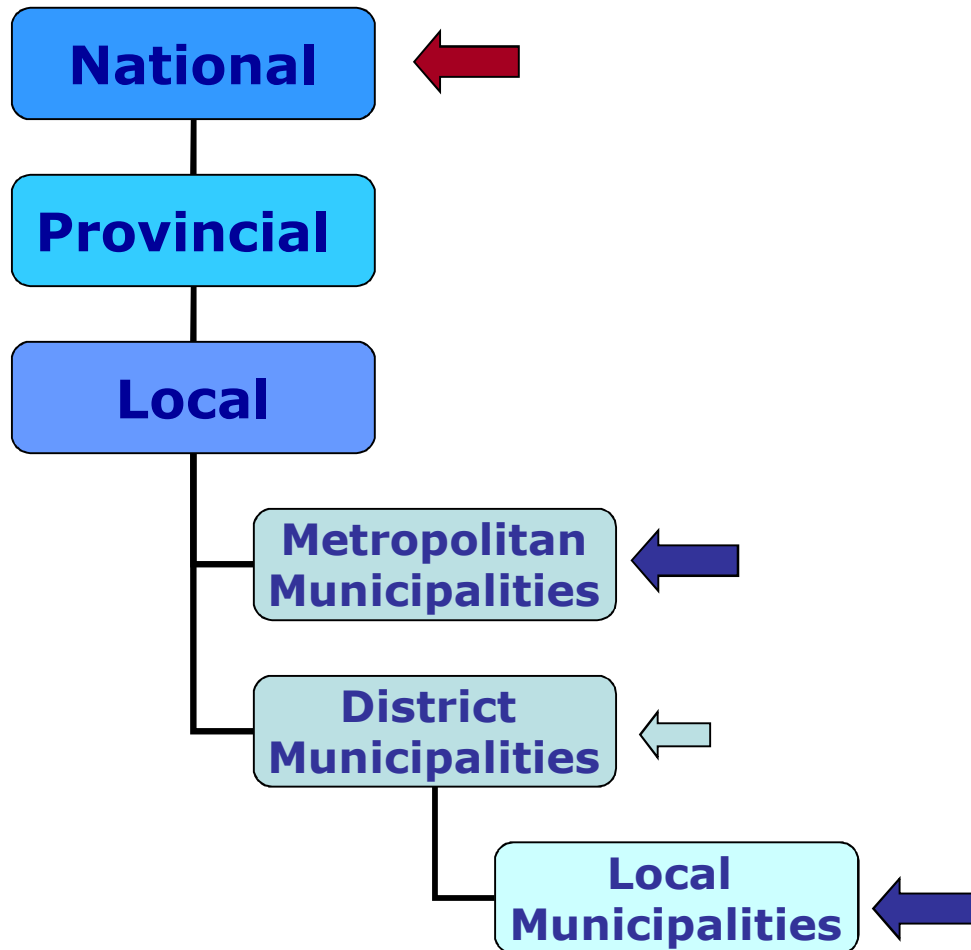 National
Provincial
Local
Metropolitan
Municipalities
District
Municipalities
Local
Municipalities